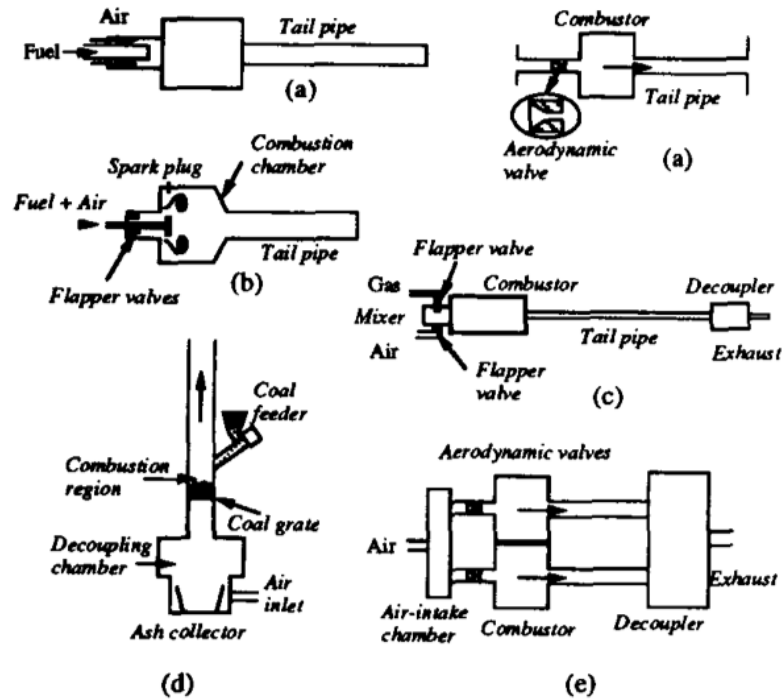 Air
Tail pipe
Fuel
(a)
Combustor
Tail pipe
Aerodynamic
valve
(a)
Combustion
chamber
Spark plug
Fuel + Air
Tail pipe
Flapper valves
(b)
Flapper valve
Gas
Combustor
Decoupler
Mixer
Air
Tail pipe
Exhaust
Flapper
valve
(c)
Coal
feeder
Combustion
region
Coal grate
Decoupling
chamber
Air
inlet
Ash collector
(d)
Aerodynamic valves
Air
Exhaust
Air-intake
chamber
Combustor
Decoupler
(e)